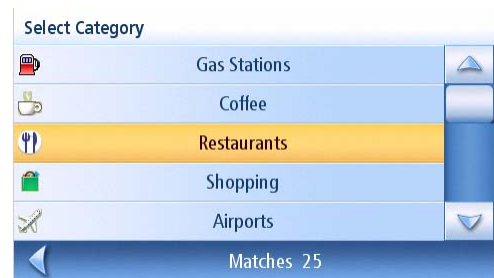 Select Category
Gas Stations
Coffee
Restaurants
Shopping
Airports
Matches 25